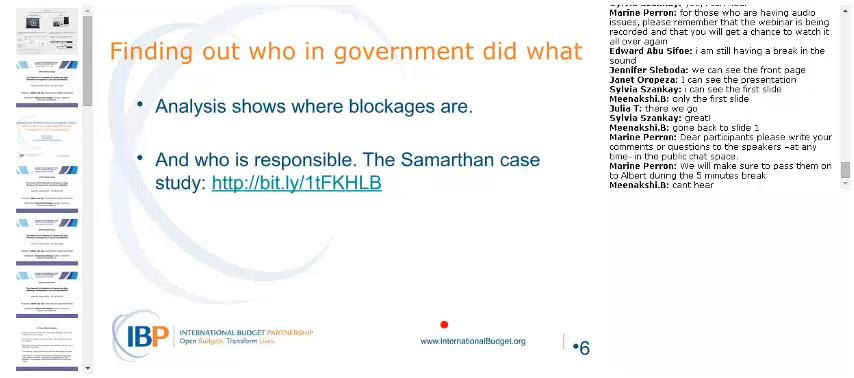 Finding out who in government did what
• Analysis shows where blockages are.
• And who is responsible. The Samarthan case
study: http://bit.ly/1tFKHLB
IBP
INTERNATIONAL BUDGET PARTNERSHIP
Open Budgets. Transform Lives.
www.InternationalBudget.org
•6
Marine Perron: for those who are having audio
issues, please remember that the webinar is being
recorded and that you will get a chance to watch it
all over again
Edward Abu Sifoe: i am still having a break in the
sound
Jennifer Sleboda: we can see the front page
Janet Oropeza: I can see the presentation
Sylvia Szankay: i can see the first slide
Meenakshi.B: only the first slide
Julia T: there we go
Sylvia Szankay: great!
Meenakshi.B: gone back to slide 1
Marine Perron: Dear participants please write your
comments or questions to the speakers –at any
time- in the public chat space.
Marine Perron: We will make sure to pass them on
to Albert during the 5 minutes break
Meenakshi.B: cant hear